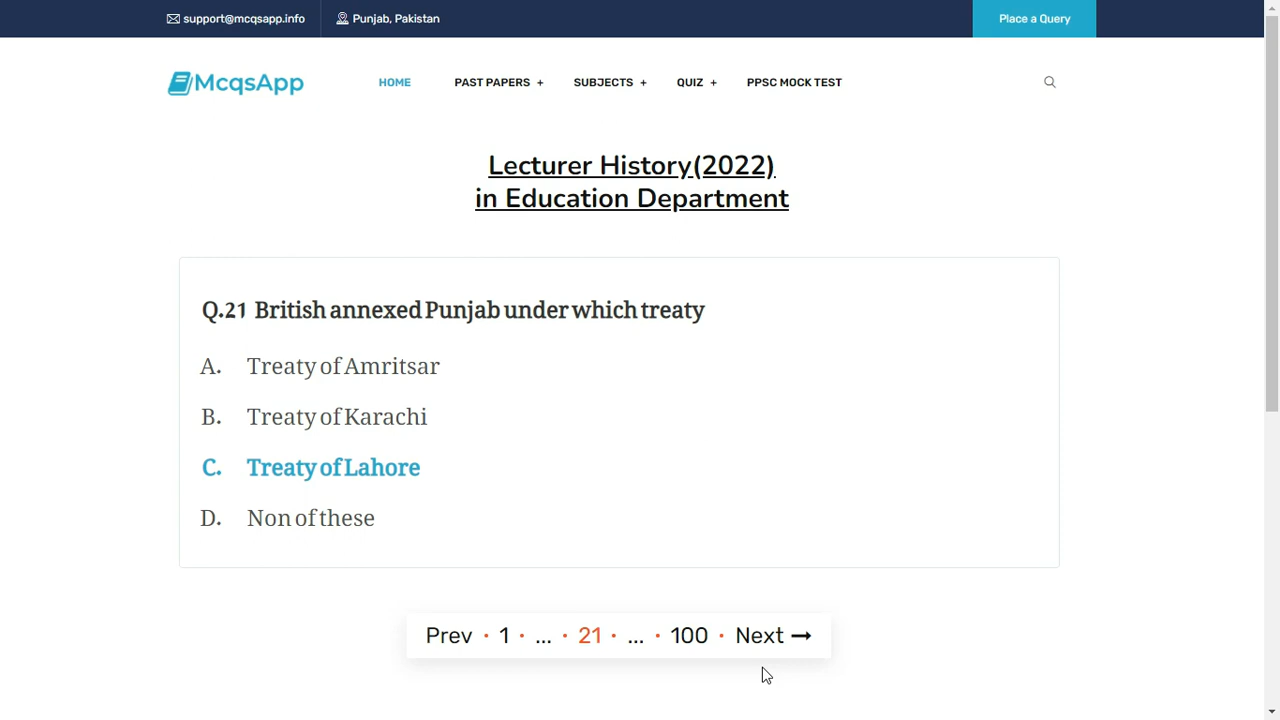 support@mcqsapp.info
Punjab, Pakistan
Place a Query
McqsApp
HOME
PAST PAPERS +
SUBJECTS +
QUIZ +
PPSC MOCK TEST
Lecturer History(2022)
in Education Department
Q.21 British annexed Punjab under which treaty
A. Treaty of Amritsar
B. Treaty of Karachi
C. Treaty of Lahore
D. Non of these
Prev • 1 • ... • 21 • ... • 100 • Next →